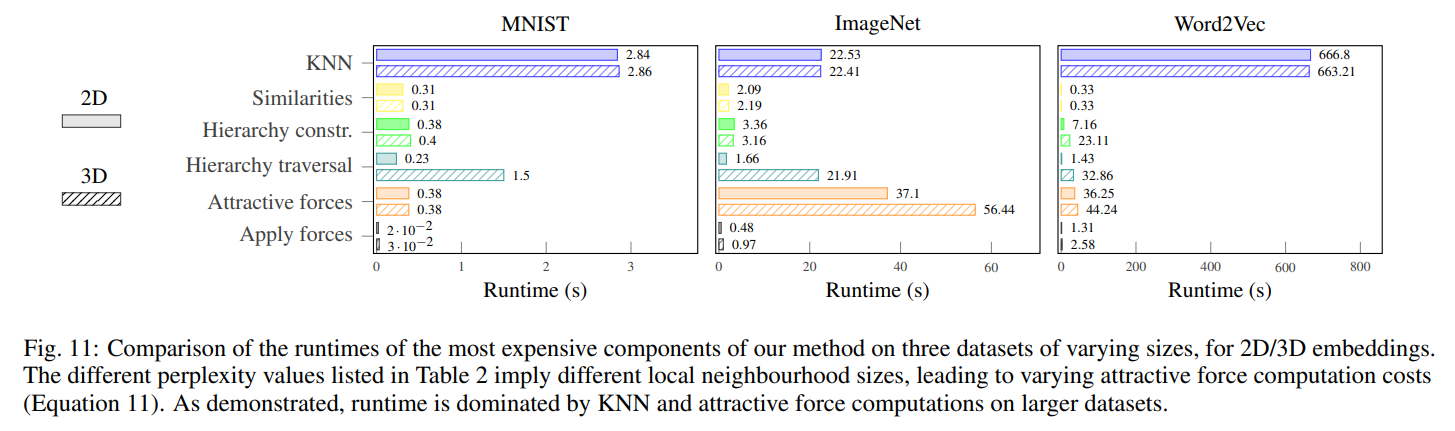 MNIST
ImageNet
Word2Vec
2D
3D
KNN
Similarities
Hierarchy constr.
Hierarchy traversal
Attractive forces
Apply forces
2.84
2.86
0.31
0.31
0.38
0.4
0.23
1.5
0.38
0.38
2·10−2
3·10−2
0 1 2 3
Runtime (s)
22.53
22.41
2.09
2.19
3.36
3.16
1.66
21.91
37.1
56.44
0.48
0.97
0 20 40 60
Runtime (s)
666.8
663.21
0.33
0.33
7.16
23.11
1.43
32.86
36.25
44.24
1.31
2.58
0 200 400 600 800
Runtime (s)
Fig. 11: Comparison of the runtimes of the most expensive components of our method on three datasets of varying sizes, for 2D/3D embeddings.
The different perplexity values listed in Table 2 imply different local neighbourhood sizes, leading to varying attractive force computation costs
(Equation 11). As demonstrated, runtime is dominated by KNN and attractive force computations on larger datasets.